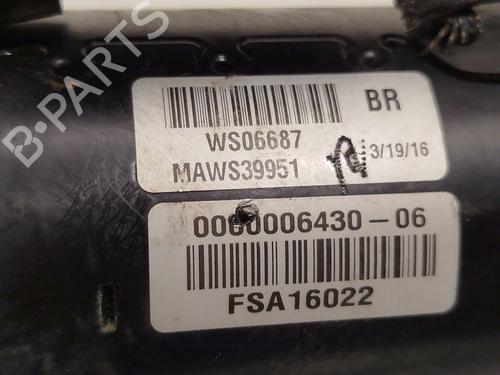 B-PARTS
BR
WS06687
MAWS39951
3/19/16
0000006430-06
FSA16022